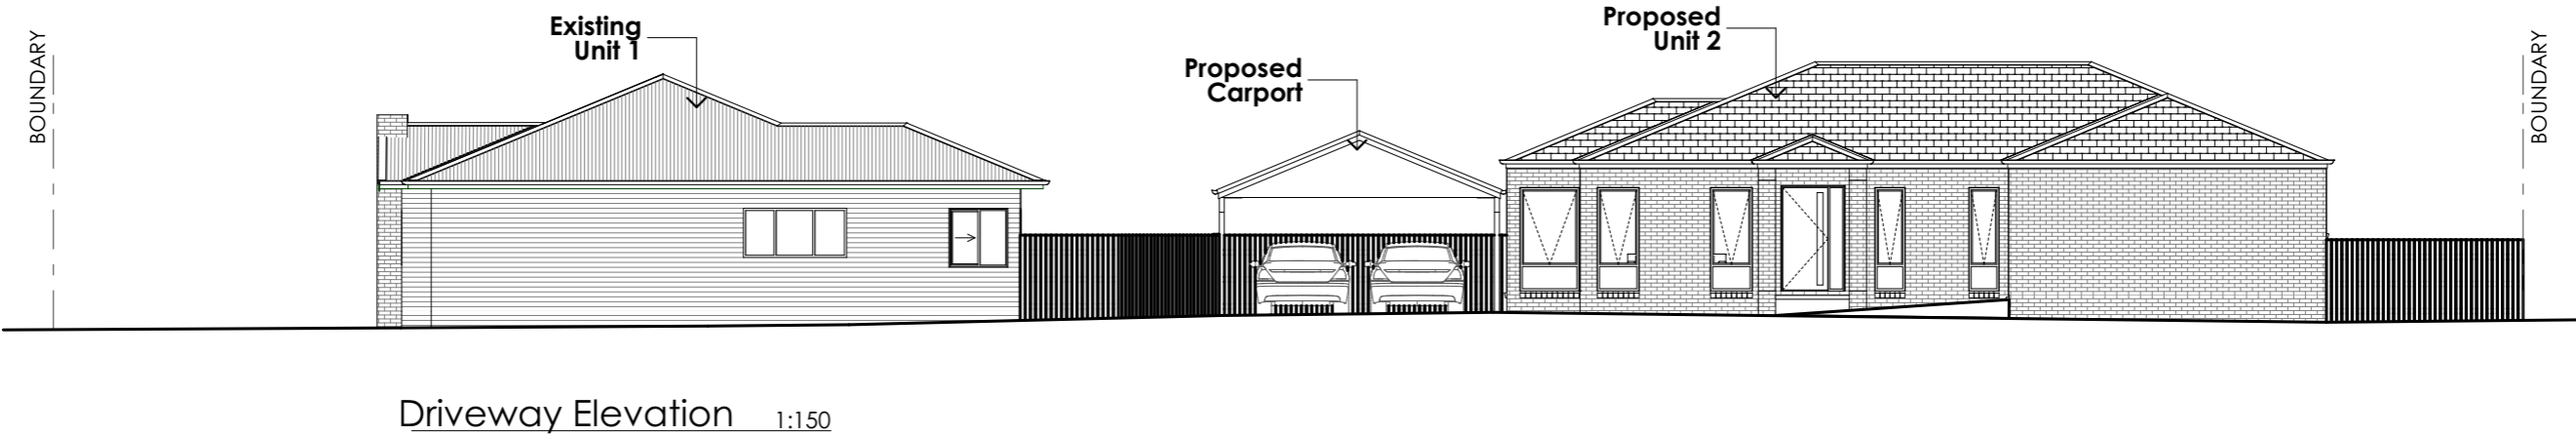 BOUNDARY
Existing
Unit 1
Proposed
Carport
Proposed
Unit 2
BOUNDARY
Driveway Elevation 1:150